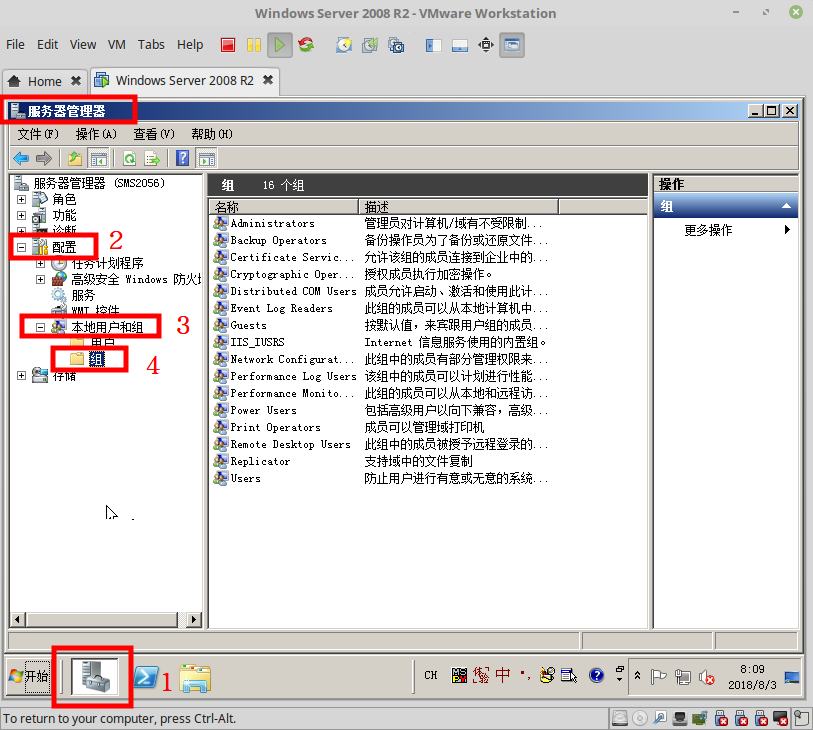 Windows Server 2008 R2 - VMware Workstation
File Edit View VM Tabs Help
Home Windows Server 2008 R2
服务器管理器
文件(F) 操作(A) 查看(V) 帮助(H)
服务器管理器 (SMS2056)
角色
功能
诊断
配置
2
任务计划程序
高级安全 Windows 防火
服务
WMI 控件
本地用户和组
3
用户
组
4
存储
组 16 个组
名称 描述
Administrators 管理员对计算机/域有不受限制...
Backup Operators 备份操作员为了备份或还原文件...
Certificate Servic... 允许该组的成员连接到企业中的...
Cryptographic Oper... 授权成员执行加密操作。
Distributed COM Users 成员允许启动、激活和使用此计...
Event Log Readers 此组的成员可以从本地计算机中...
Guests 按默认值，来宾跟用户组的成员...
IIS_IUSRS Internet 信息服务使用的内置组。
Network Configurat... 此组中的成员有部分管理权限来...
Performance Log Users 该组中的成员可以计划进行性能...
Performance Monito... 此组的成员可以从本地和远程访...
Power Users 包括高级用户以向下兼容，高级...
Print Operators 成员可以管理域打印机
Remote Desktop Users 此组中的成员被授予远程登录的...
Replicator 支持域中的文件复制
Users 防止用户进行有意或无意的系统...
操作
组
更多操作
开始
1
CH
中
8:09
2018/8/3
To return to your computer, press Ctrl-Alt.